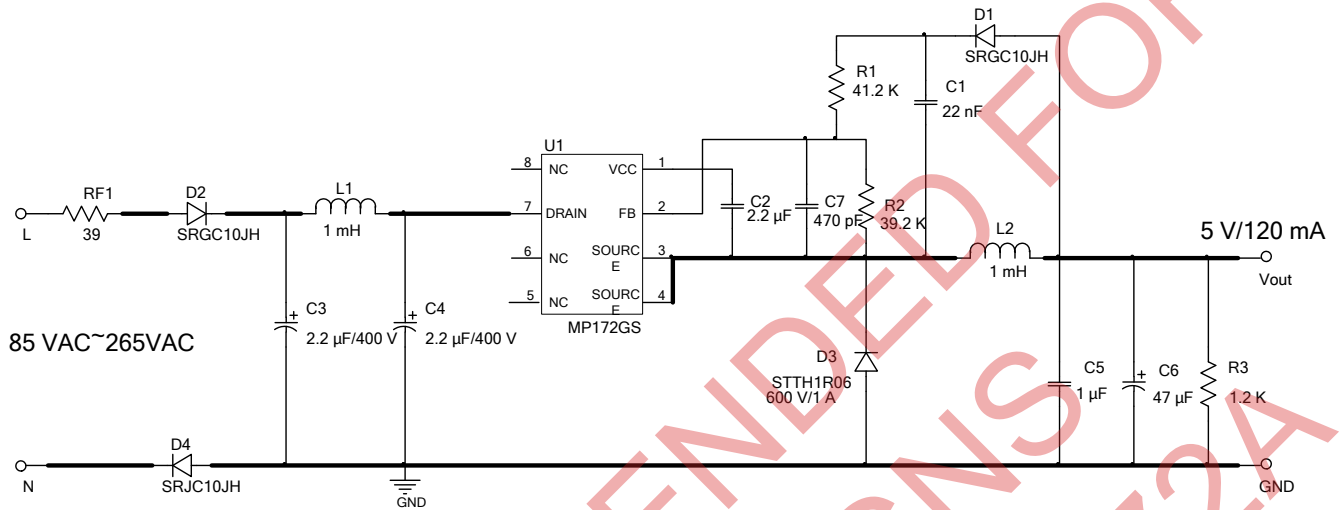 D1
SRGC10JH
R1
41.2 K
C1
22 nF
U1
8 NC VCC 1
7 DRAIN FB 2
6 NC SOURC
E 3
5 NC SOURC
E 4
MP172GS
RF1
39
L
D2
SRGC10JH
L1
1 mH
C2
2.2 µF
C7
470 pF
R2
39.2 K
L2
1 mH
5 V/120 mA
Vout
85 VAC~265VAC
C3
+
2.2 µF/400 V
C4
+
2.2 µF/400 V
D3
STTH1R06
600 V/1 A
C5
1 µF
C6
+
47 µF
R3
1.2 K
N
D4
SRJC10JH
GND
GND
ENDED FOR
GNS
72A